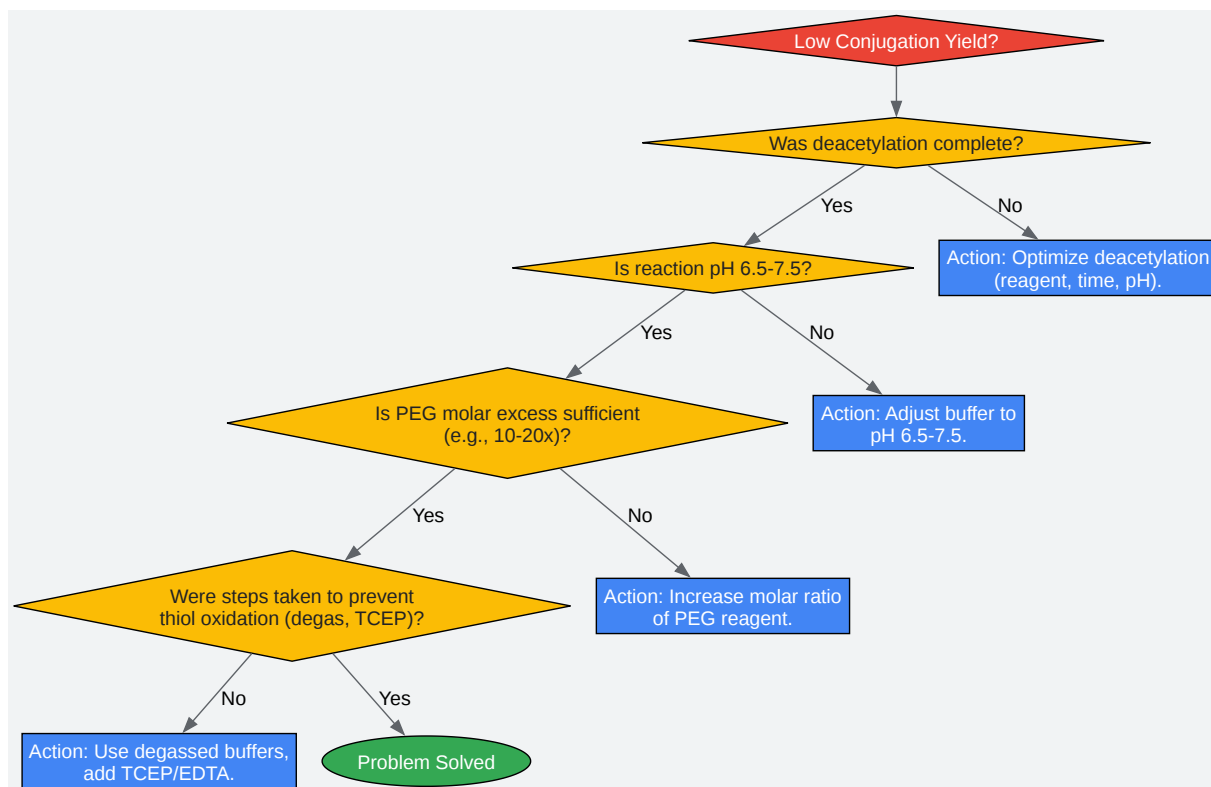 Low Conjugation Yield?
Was deacetylation complete?
Yes
No
Is reaction pH 6.5-7.5?
Action: Optimize deacetylation
(reagent, time, pH).
Yes
No
Is PEG molar excess sufficient
(e.g., 10-20x)?
Action: Adjust buffer to
pH 6.5-7.5.
Yes
No
Were steps taken to prevent
thiol oxidation (degas, TCEP)?
Action: Increase molar ratio
of PEG reagent.
No
Yes
Action: Use degassed buffers,
add TCEP/EDTA.
Problem Solved